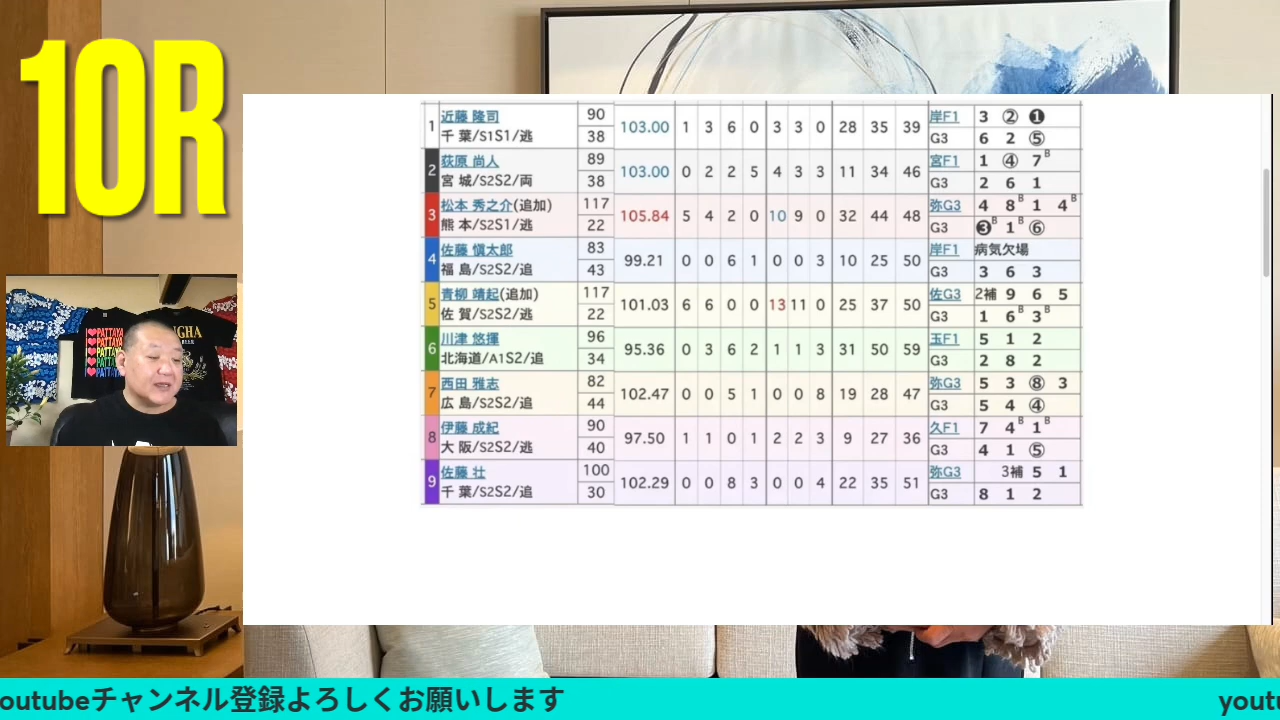 10R
1 近藤 隆司 90 103.00 1 3 6 0 3 3 0 28 35 39 岸F1 3 ② ❶
千 葉/S1S1/逃 38 G3 6 2 ⑤
2 荻原 尚人 89 103.00 0 2 2 5 4 3 3 11 34 46 宮F1 1 ④ 7B
宮 城/S2S2/両 38 G3 2 6 1
3 松本 秀之介(追加) 117 105.84 5 4 2 0 10 9 0 32 44 48 弥G3 4 8B 1 4B
熊 本/S2S1/逃 22 G3 ❸B 1B ⑥
4 佐藤 愼太郎 83 99.21 0 0 6 1 0 0 3 10 25 50 岸F1 病気欠場
福 島/S2S2/追 43 G3 3 6 3
5 青柳 靖起(追加) 117 101.03 6 6 0 0 13 11 0 25 37 50 佐G3 2補 9 6 5
佐 賀/S2S2/逃 22 G3 1 6B 3B
6 川津 悠揮 96 95.36 0 3 6 2 1 1 3 31 50 59 玉F1 5 1 2
北海道/A1S2/追 34 G3 2 8 2
7 西田 雅志 82 102.47 0 0 5 1 0 0 8 19 28 47 弥G3 5 3 ⑧ 3
広 島/S2S2/追 44 G3 5 4 ④
8 伊藤 成紀 90 97.50 1 1 0 1 2 2 3 9 27 36 久F1 7 4B 1B
大 阪/S2S2/逃 40 G3 4 1 ⑤
9 佐藤 壮 100 102.29 0 0 8 3 0 0 4 22 35 51 弥G3 3補 5 1
千 葉/S2S2/追 30 G3 8 1 2
PATTAYA
PATTAYA
PATTAYA
PATTAYA
PATTAYA
outubeチャンネル登録よろしくお願いします
yout